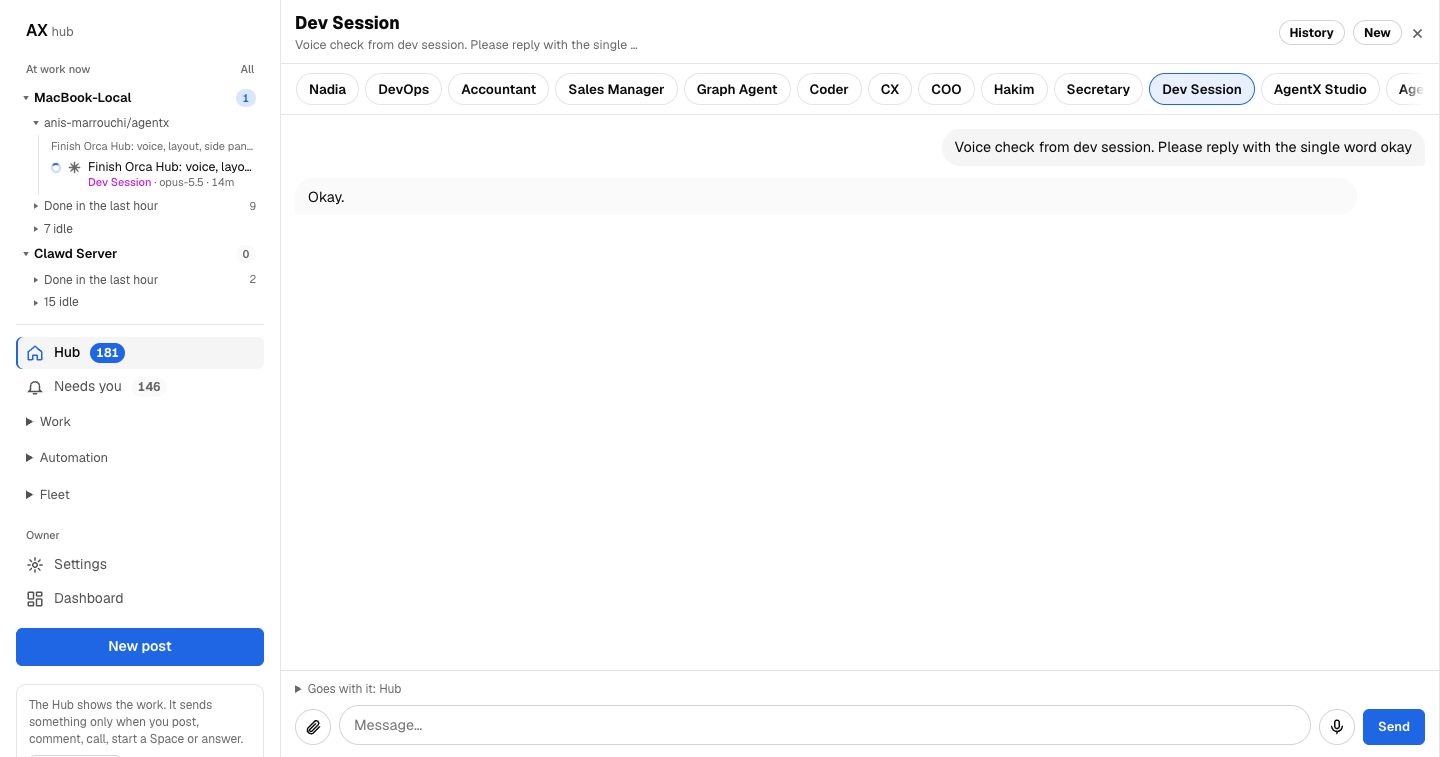 AX hub
At work now All
MacBook-Local 1
anis-marrouchi/agentx
Finish Orca Hub: voice, layout, side pan...
Finish Orca Hub: voice, layo...
Dev Session · opus-5.5 · 14m
Done in the last hour 9
7 idle
Clawd Server 0
Done in the last hour 2
15 idle
Hub 181
Needs you 146
Work
Automation
Fleet
Owner
Settings
Dashboard
New post
The Hub shows the work. It sends
something only when you post,
comment, call, start a Space or answer.
Dev Session
Voice check from dev session. Please reply with the single ...
History New
Nadia DevOps Accountant Sales Manager Graph Agent Coder CX COO Hakim Secretary Dev Session AgentX Studio Age
Voice check from dev session. Please reply with the single word okay
Okay.
Goes with it: Hub
Message...
Send